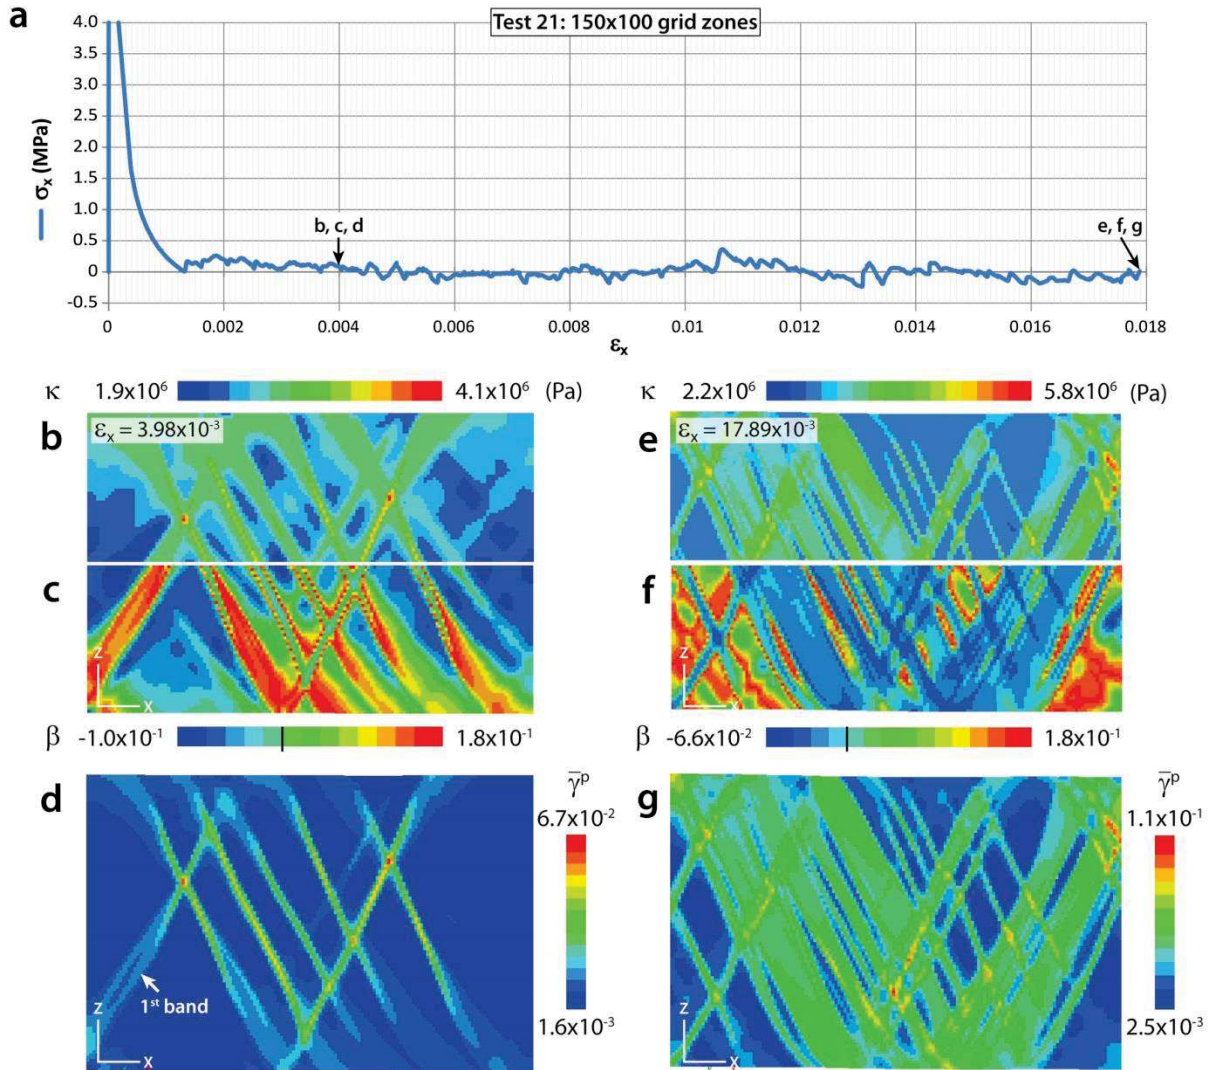 a
Test 21: 150x100 grid zones
4.0
3.5
3.0
2.5
2.0
1.5
1.0
0.5
0
-0.5
σx (MPa)
b, c, d
e, f, g
0 0.002 0.004 0.006 0.008 0.01 0.012 0.014 0.016 0.018
εx
κ 1.9x10⁶ 4.1x10⁶ (Pa)
κ 2.2x10⁶ 5.8x10⁶ (Pa)
b
εx = 3.98x10⁻³
e
εx = 17.89x10⁻³
c
z
x
f
z
x
β -1.0x10⁻¹ 1.8x10⁻¹
β -6.6x10⁻² 1.8x10⁻¹
d
1st band
z
x
γ̅ᵖ
6.7x10⁻²
1.6x10⁻³
g
z
x
γ̅ᵖ
1.1x10⁻¹
2.5x10⁻³